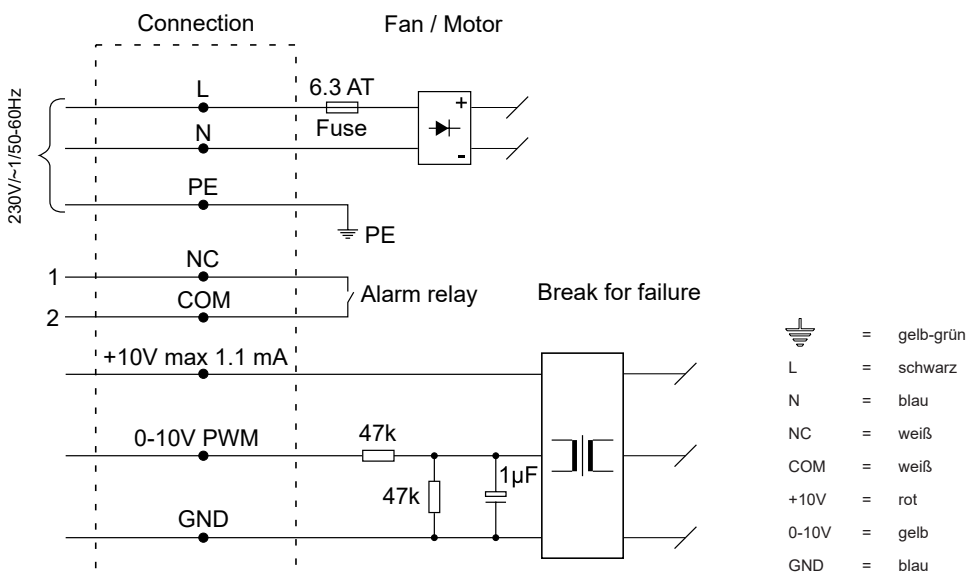 Connection
Fan / Motor
230V/~1/50-60Hz
L
6.3 AT
Fuse
+
-
N
PE
PE
1
NC
2
COM
Alarm relay
Break for failure
+10V max 1.1 mA
0-10V PWM
47k
47k
1µF
GND
= gelb-grün
L = schwarz
N = blau
NC = weiß
COM = weiß
+10V = rot
0-10V = gelb
GND = blau